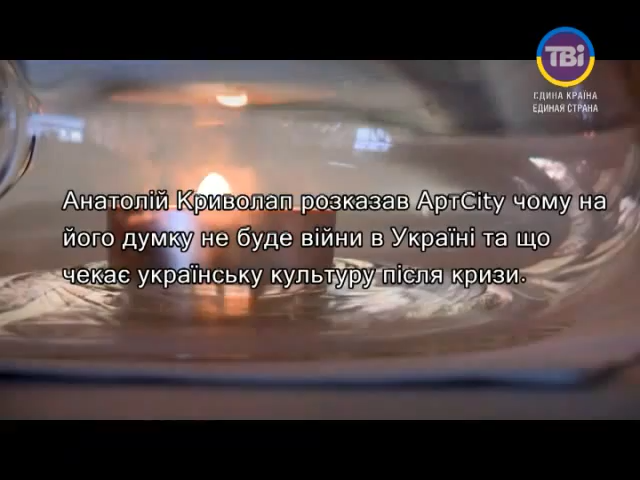 ТВі
ЄДИНА КРАЇНА
ЕДИНАЯ СТРАНА
Анатолій Криволап розказав АртCity чому на
його думку не буде війни в Україні та що
чекає українську культуру після кризи.